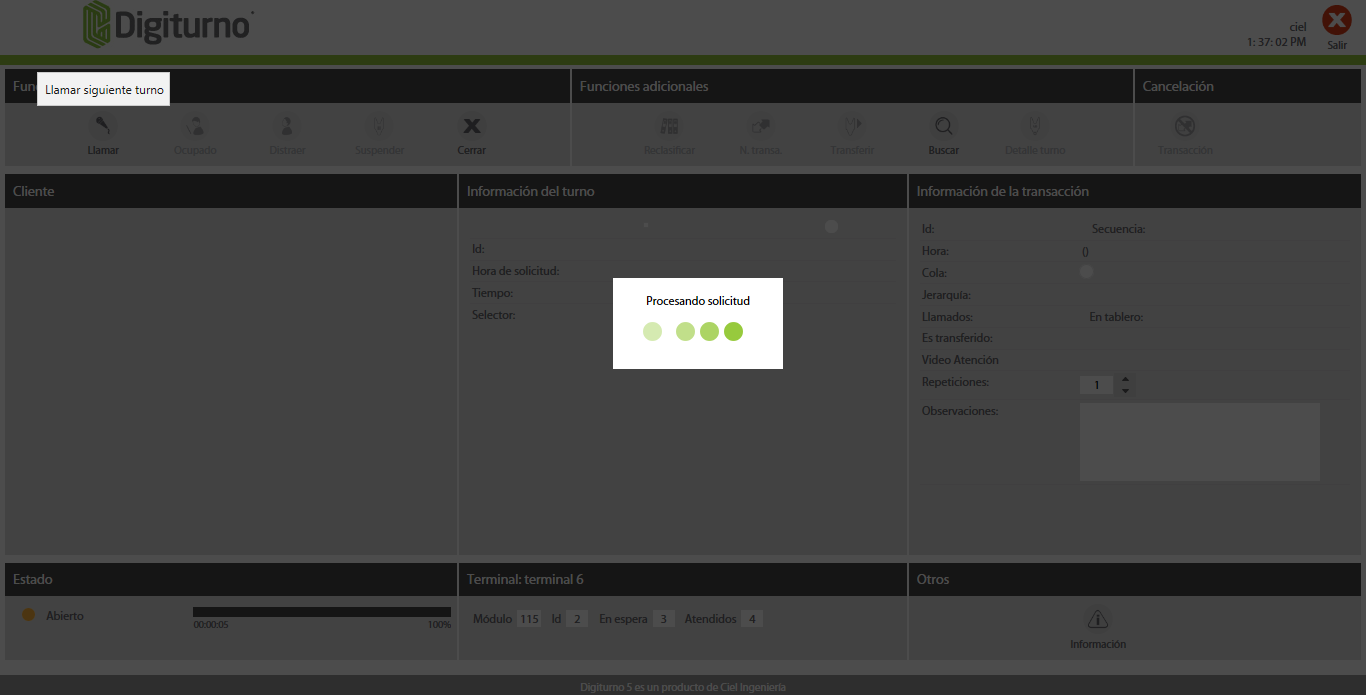 Digiturno
ciel
1: 37: 02 PM
Salir
Fun
Llamar siguiente turno
Funciones adicionales
Cancelación
Llamar
Ocupado
Distraer
Suspender
Cerrar
Reclasificar
N. transa.
Transferir
Buscar
Detalle turno
Transacción
Cliente
Información del turno
Información de la transacción
Id:
Hora de solicitud:
Tiempo:
Selector:
Procesando solicitud
Id: Secuencia:
Hora: ()
Cola:
Jerarquía:
Llamados: En tablero:
Es transferido:
Video Atención
Repeticiones: 1
Observaciones:
Estado
Terminal: terminal 6
Otros
Abierto
00:00:05 100%
Módulo 115 Id 2 En espera 3 Atendidos 4
Información
Digiturno 5 es un producto de Ciel Ingeniería